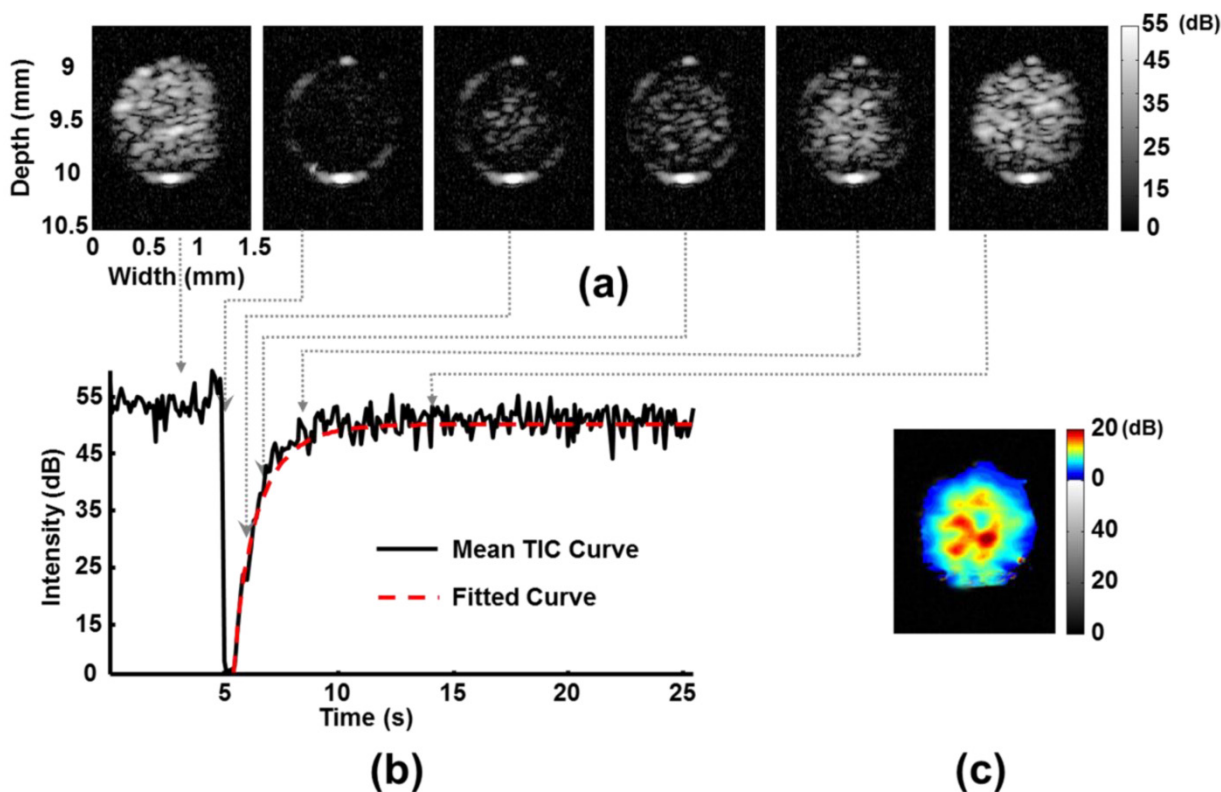 55 (dB)
45
35
25
15
0
Depth (mm)
9
9.5
10
10.5
0 0.5 1 1.5
Width (mm)
(a)
Intensity (dB)
55
45
35
25
15
0
5 10 15 20 25
Time (s)
Mean TIC Curve
Fitted Curve
(b)
20 (dB)
0
40
20
0
(c)